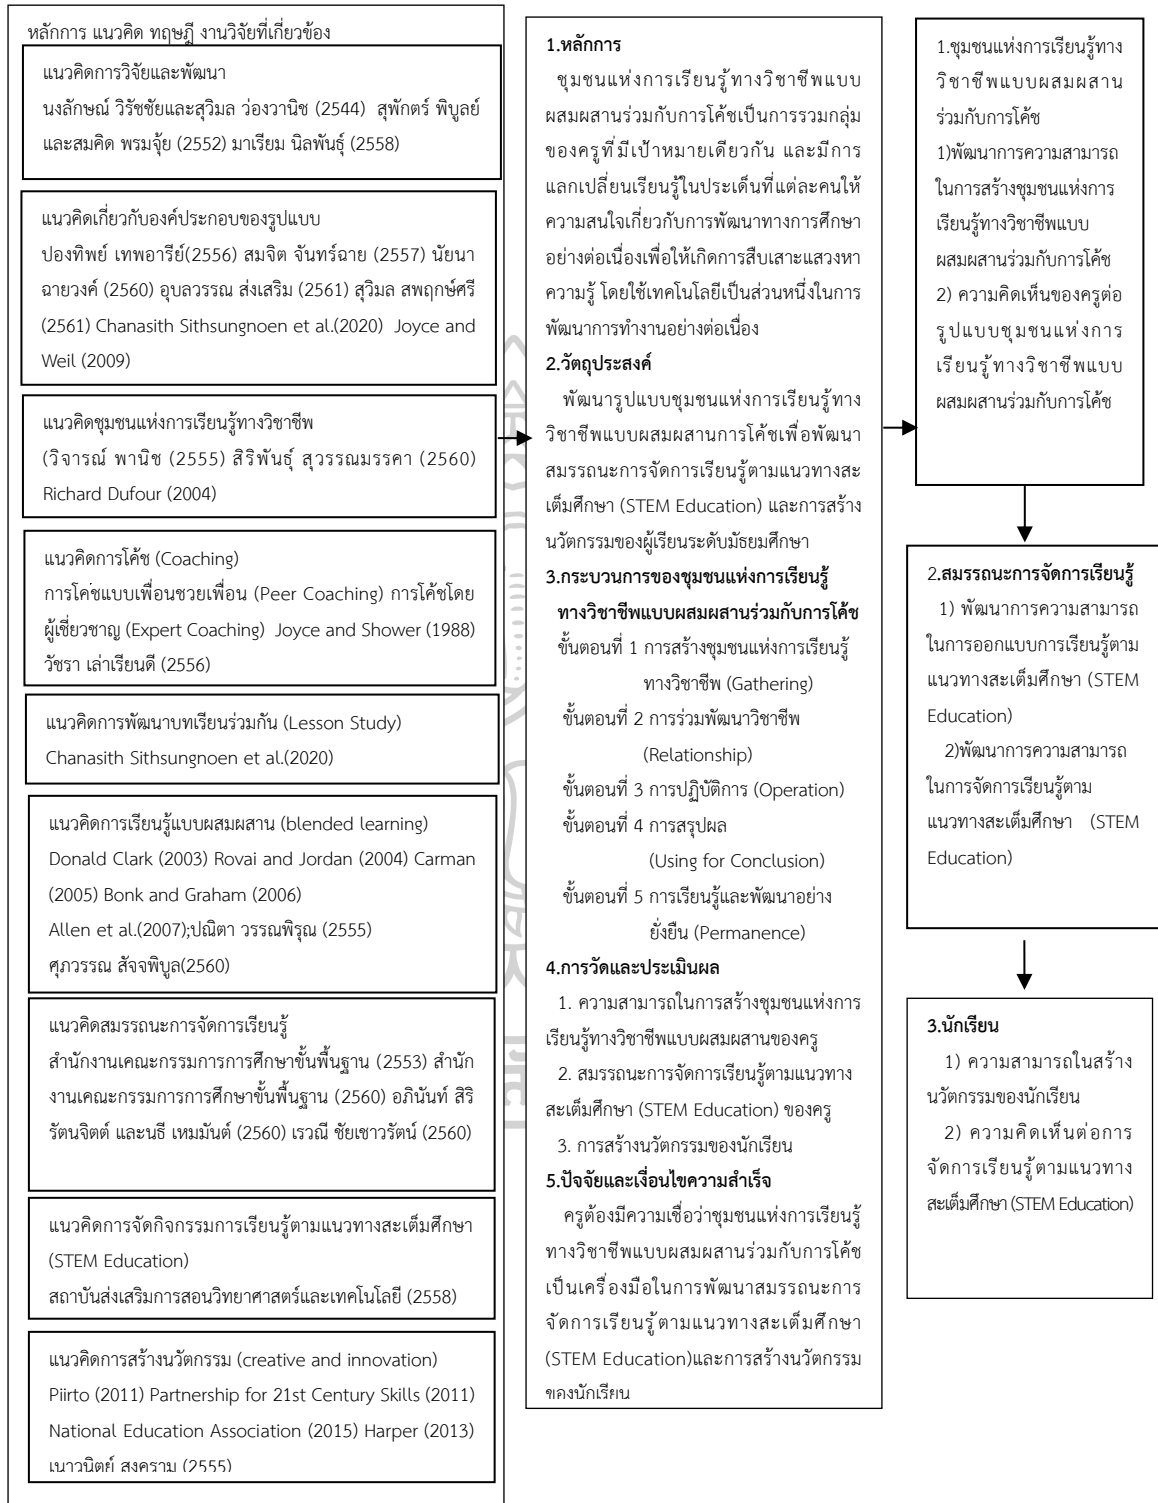 หลักการ แนวคิด ทฤษฎี งานวิจัยที่เกี่ยวข้อง
แนวคิดการวิจัยและพัฒนา
นงลักษณ์ วิรัชชัยและสุวิมล ว่องวานิช (2544) สุพักตร์ พิบูลย์
และสมคิด พรมจุ้ย (2552) มาเรียม นิลพันธุ์ (2558)
แนวคิดเกี่ยวกับองค์ประกอบของรูปแบบ
ปองทิพย์ เทพอารีย์(2556) สมจิต จันทร์ฉาย (2557) นัยนา
ฉายวงค์ (2560) อุบลวรรณ ส่งเสริม (2561) สุวิมล สพฤกษ์ศรี
(2561) Chanasith Sithsungnoen et al.(2020) Joyce and
Weil (2009)
แนวคิดชุมชนแห่งการเรียนรู้ทางวิชาชีพ
(วิจารณ์ พานิช (2555) สิริพันธุ์ สุวรรณมรรคา (2560)
Richard Dufour (2004)
แนวคิดการโค้ช (Coaching)
การโค้ชแบบเพื่อนชวยเพื่อน (Peer Coaching) การโค้ชโดย
ผู้เชี่ยวชาญ (Expert Coaching) Joyce and Shower (1988)
วัชรา เล่าเรียนดี (2556)
แนวคิดการพัฒนาบทเรียนร่วมกัน (Lesson Study)
Chanasith Sithsungnoen et al.(2020)
แนวคิดการเรียนรู้แบบผสมผสาน (blended learning)
Donald Clark (2003) Rovai and Jordan (2004) Carman
(2005) Bonk and Graham (2006)
Allen et al.(2007);ปณิตา วรรณพิรุณ (2555)
ศุภวรรณ สัจจพิบูล(2560)
แนวคิดสมรรถนะการจัดการเรียนรู้
สำนักงานเคณะกรรมการการศึกษาขั้นพื้นฐาน (2553) สำนัก
งานเคณะกรรมการการศึกษาขั้นพื้นฐาน (2560) อภินันท์ สิริ
รัตนจิตต์ และนธี เหมมันต์ (2560) เรวณี ชัยเชาวรัตน์ (2560)
แนวคิดการจัดกิจกรรมการเรียนรู้ตามแนวทางสะเต็มศึกษา
(STEM Education)
สถาบันส่งเสริมการสอนวิทยาศาสตร์และเทคโนโลยี (2558)
แนวคิดการสร้างนวัตกรรม (creative and innovation)
Piirto (2011) Partnership for 21st Century Skills (2011)
National Education Association (2015) Harper (2013)
เนาวนิตย์ สงคราม (2555)
1.หลักการ
ชุมชนแห่งการเรียนรู้ทางวิชาชีพแบบ
ผสมผสานร่วมกับการโค้ชเป็นการรวมกลุ่ม
ของครูที่มีเป้าหมายเดียวกัน และมีการ
แลกเปลี่ยนเรียนรู้ในประเด็นที่แต่ละคนให้
ความสนใจเกี่ยวกับการพัฒนาทางการศึกษา
อย่างต่อเนื่องเพื่อให้เกิดการสืบเสาะแสวงหา
ความรู้ โดยใช้เทคโนโลยีเป็นส่วนหนึ่งในการ
พัฒนาการทำงานอย่างต่อเนื่อง
2.วัตถุประสงค์
พัฒนารูปแบบชุมชนแห่งการเรียนรู้ทาง
วิชาชีพแบบผสมผสานการโค้ชเพื่อพัฒนา
สมรรถนะการจัดการเรียนรู้ตามแนวทางสะ
เต็มศึกษา (STEM Education) และการสร้าง
นวัตกรรมของผู้เรียนระดับมัธยมศึกษา
3.กระบวนการของชุมชนแห่งการเรียนรู้
ทางวิชาชีพแบบผสมผสานร่วมกับการโค้ช
ขั้นตอนที่ 1 การสร้างชุมชนแห่งการเรียนรู้
ทางวิชาชีพ (Gathering)
ขั้นตอนที่ 2 การร่วมพัฒนาวิชาชีพ
(Relationship)
ขั้นตอนที่ 3 การปฏิบัติการ (Operation)
ขั้นตอนที่ 4 การสรุปผล
(Using for Conclusion)
ขั้นตอนที่ 5 การเรียนรู้และพัฒนาอย่าง
ยั่งยืน (Permanence)
4.การวัดและประเมินผล
1. ความสามารถในการสร้างชุมชนแห่งการ
เรียนรู้ทางวิชาชีพแบบผสมผสานของครู
2. สมรรถนะการจัดการเรียนรู้ตามแนวทาง
สะเต็มศึกษา (STEM Education) ของครู
3. การสร้างนวัตกรรมของนักเรียน
5.ปัจจัยและเงื่อนไขความสำเร็จ
ครูต้องมีความเชื่อว่าชุมชนแห่งการเรียนรู้
ทางวิชาชีพแบบผสมผสานร่วมกับการโค้ช
เป็นเครื่องมือในการพัฒนาสมรรถนะการ
จัดการเรียนรู้ตามแนวทางสะเต็มศึกษา
(STEM Education)และการสร้างนวัตกรรม
ของนักเรียน
1.ชุมชนแห่งการเรียนรู้ทาง
วิชาชีพแบบผสมผสาน
ร่วมกับการโค้ช
1)พัฒนาการความสามารถ
ในการสร้างชุมชนแห่งการ
เรียนรู้ทางวิชาชีพแบบ
ผสมผสานร่วมกับการโค้ช
2) ความคิดเห็นของครูต่อ
รูปแบบชุมชนแห่งการ
เรียนรู้ทางวิชาชีพแบบ
ผสมผสานร่วมกับการโค้ช
2.สมรรถนะการจัดการเรียนรู้
1) พัฒนาการความสามารถ
ในการออกแบบการเรียนรู้ตาม
แนวทางสะเต็มศึกษา (STEM
Education)
2)พัฒนาการความสามารถ
ในการจัดการเรียนรู้ตาม
แนวทางสะเต็มศึกษา (STEM
Education)
3.นักเรียน
1) ความสามารถในสร้าง
นวัตกรรมของนักเรียน
2) ความคิดเห็นต่อการ
จัดการเรียนรู้ตามแนวทาง
สะเต็มศึกษา (STEM Education)